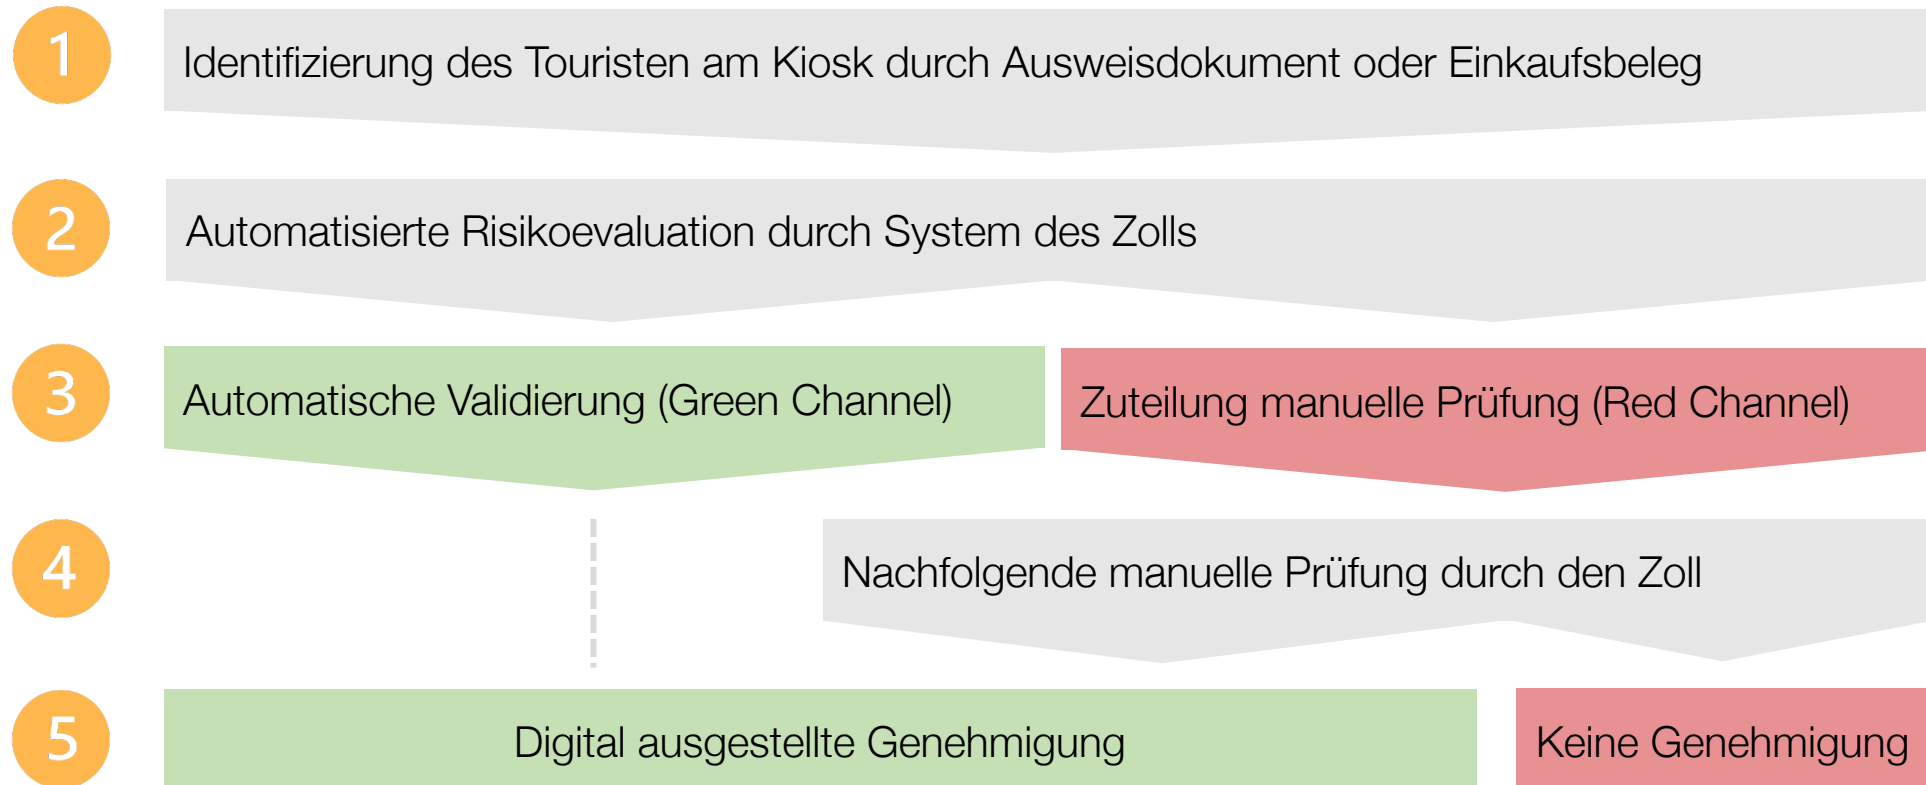 1
Identifizierung des Touristen am Kiosk durch Ausweisdokument oder Einkaufsbeleg
2
Automatisierte Risikoevaluation durch System des Zolls
3
Automatische Validierung (Green Channel)
Zuteilung manuelle Prüfung (Red Channel)
4
Nachfolgende manuelle Prüfung durch den Zoll
5
Digital ausgestellte Genehmigung
Keine Genehmigung